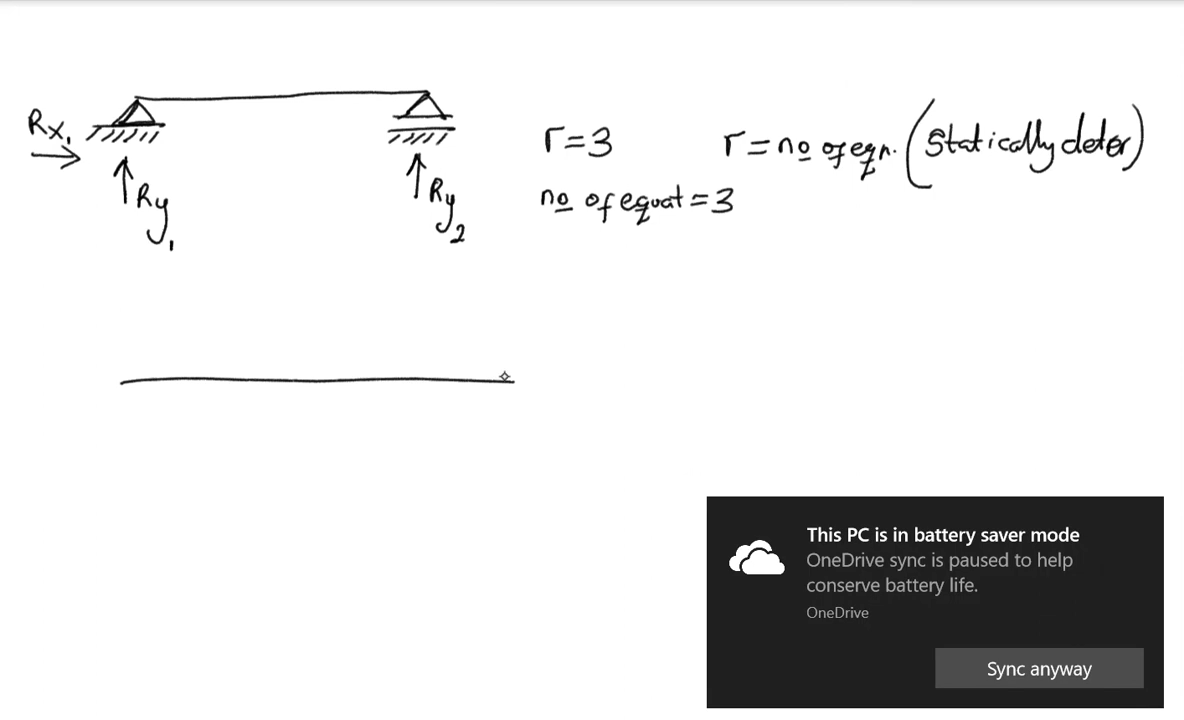 Rx1
Ry1
Ry2
r=3
no of equat=3
r=no of eqn. (Statically deter)
This PC is in battery saver mode
OneDrive sync is paused to help
conserve battery life.
OneDrive
Sync anyway